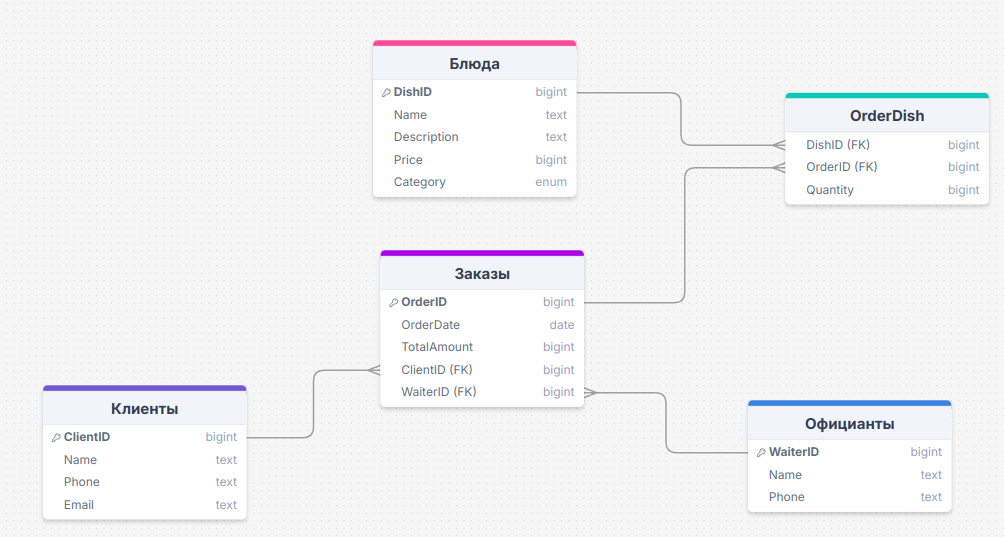 Блюда
DishID bigint
Name text
Description text
Price bigint
Category enum
OrderDish
DishID (FK) bigint
OrderID (FK) bigint
Quantity bigint
Заказы
OrderID bigint
OrderDate date
TotalAmount bigint
ClientID (FK) bigint
WaiterID (FK) bigint
Клиенты
ClientID bigint
Name text
Phone text
Email text
Официанты
WaiterID bigint
Name text
Phone text